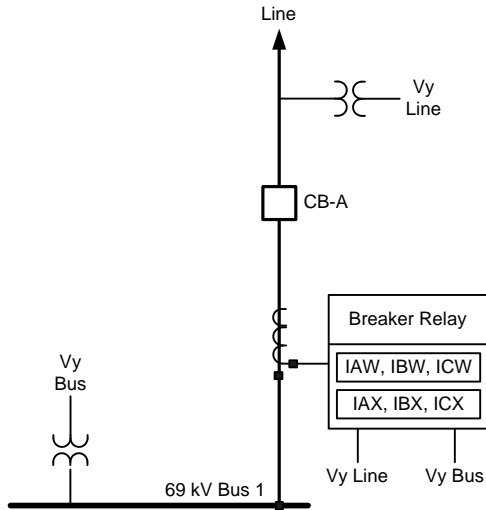 Line
Vy
Line
CB-A
Breaker Relay
IAW, IBW, ICW
IAX, IBX, ICX
Vy
Bus
Vy Line
Vy Bus
69 kV Bus 1